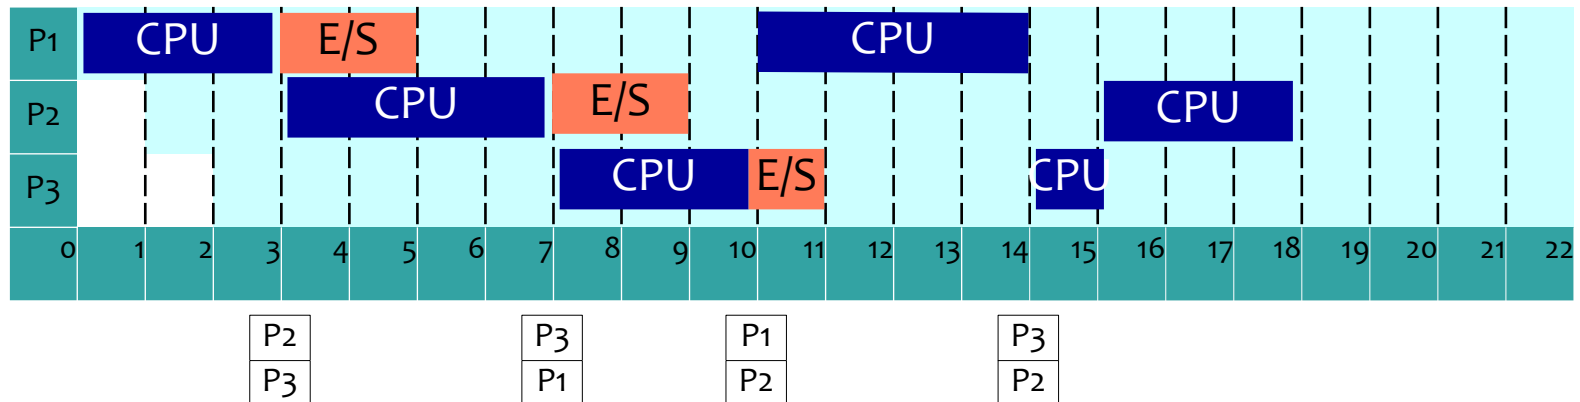 P1 CPU E/S CPU
P2 CPU E/S CPU
P3 CPU E/S CPU
0 1 2 3 4 5 6 7 8 9 10 11 12 13 14 15 16 17 18 19 20 21 22
P2 P3 P1 P3
P3 P1 P2 P2